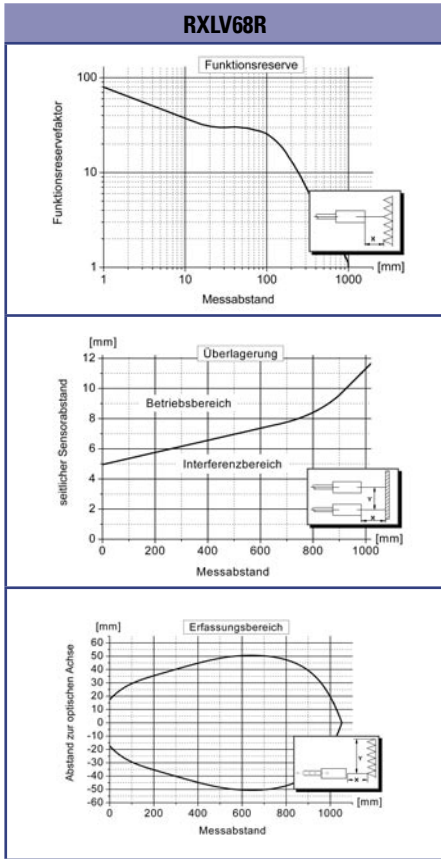 RXLV68R
Funktionsreserve
Funktionsreservefaktor
100
10
1
1 10 100 1000
[mm]
X
Messabstand
[mm]
Überlagerung
seitlicher Sensorabstand
12
10
8
6
4
2
0
Betriebsbereich
Interferenzbereich
Y
X
0 200 400 600 800 1000
[mm]
Messabstand
[mm]
Erfassungsbereich
Abstand zur optischen Achse
60
50
40
30
20
10
0
-10
-20
-30
-40
-50
-60
Y
X
0 200 400 600 800 1000
[mm]
Messabstand